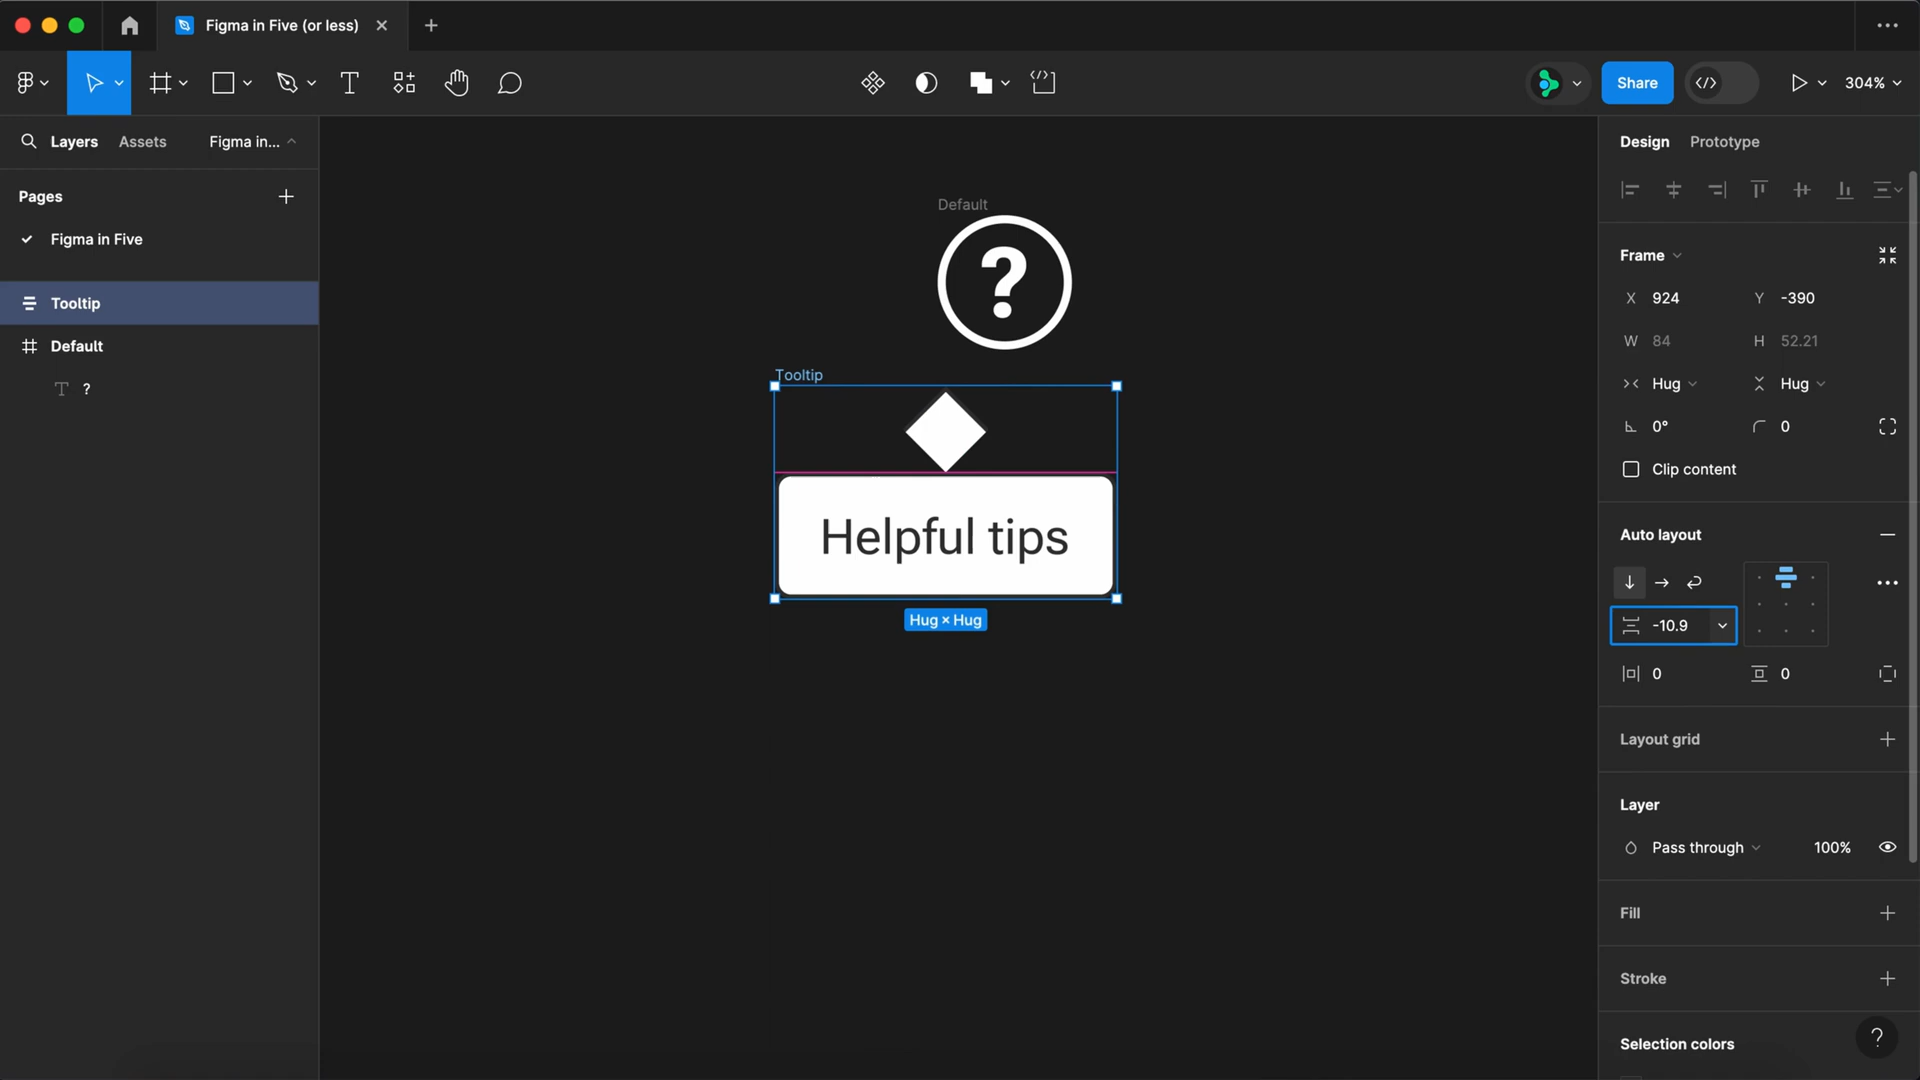 Figma in Five (or less)
Share
304%
Layers
Assets
Figma in...
Design
Prototype
Pages
Figma in Five
Tooltip
Default
T ?
Default
?
Tooltip
Helpful tips
Hug × Hug
Frame
X 924
Y -390
W 84
H 52.21
Hug
Hug
0°
0
Clip content
Auto layout
-10.9
0
0
Layout grid
Layer
Pass through
100%
Fill
Stroke
Selection colors
?